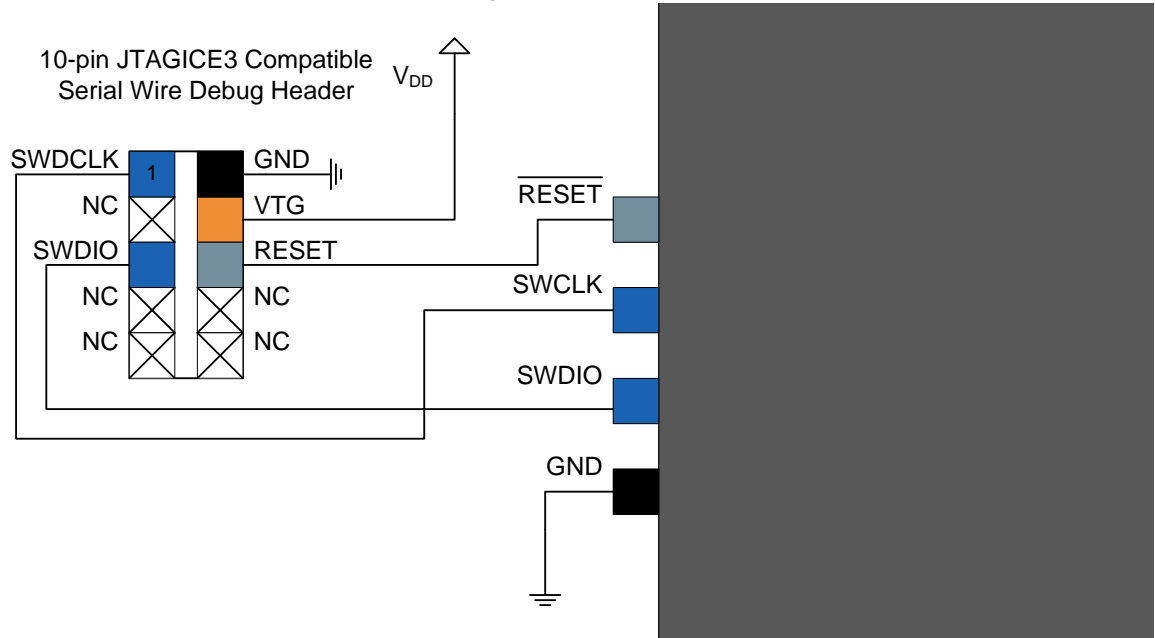 10-pin JTAGICE3 Compatible
Serial Wire Debug Header
VDD
SWDCLK
1
GND
NC
VTG
SWDIO
RESET
NC
NC
NC
NC
RESET
SWCLK
SWDIO
GND